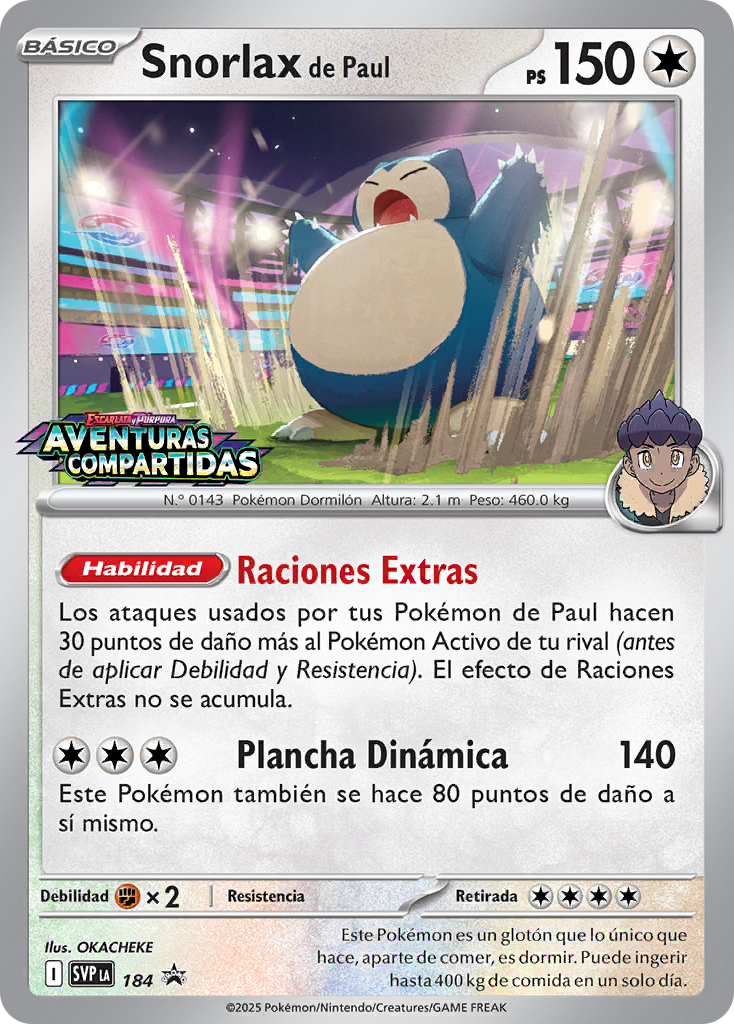 BÁSICO
Snorlax de Paul
PS 150
ESCARLATA Y PÚRPURA
AVENTURAS
COMPARTIDAS
N.º 0143 Pokémon Dormilón Altura: 2.1 m Peso: 460.0 kg
Habilidad Raciones Extras
Los ataques usados por tus Pokémon de Paul hacen
30 puntos de daño más al Pokémon Activo de tu rival (antes
de aplicar Debilidad y Resistencia). El efecto de Raciones
Extras no se acumula.
Plancha Dinámica 140
Este Pokémon también se hace 80 puntos de daño a
sí mismo.
Debilidad ×2 Resistencia Retirada
Ilus. OKACHEKE
I SVP LA 184
Este Pokémon es un glotón que lo único que
hace, aparte de comer, es dormir. Puede ingerir
hasta 400 kg de comida en un solo día.
©2025 Pokémon/Nintendo/Creatures/GAME FREAK